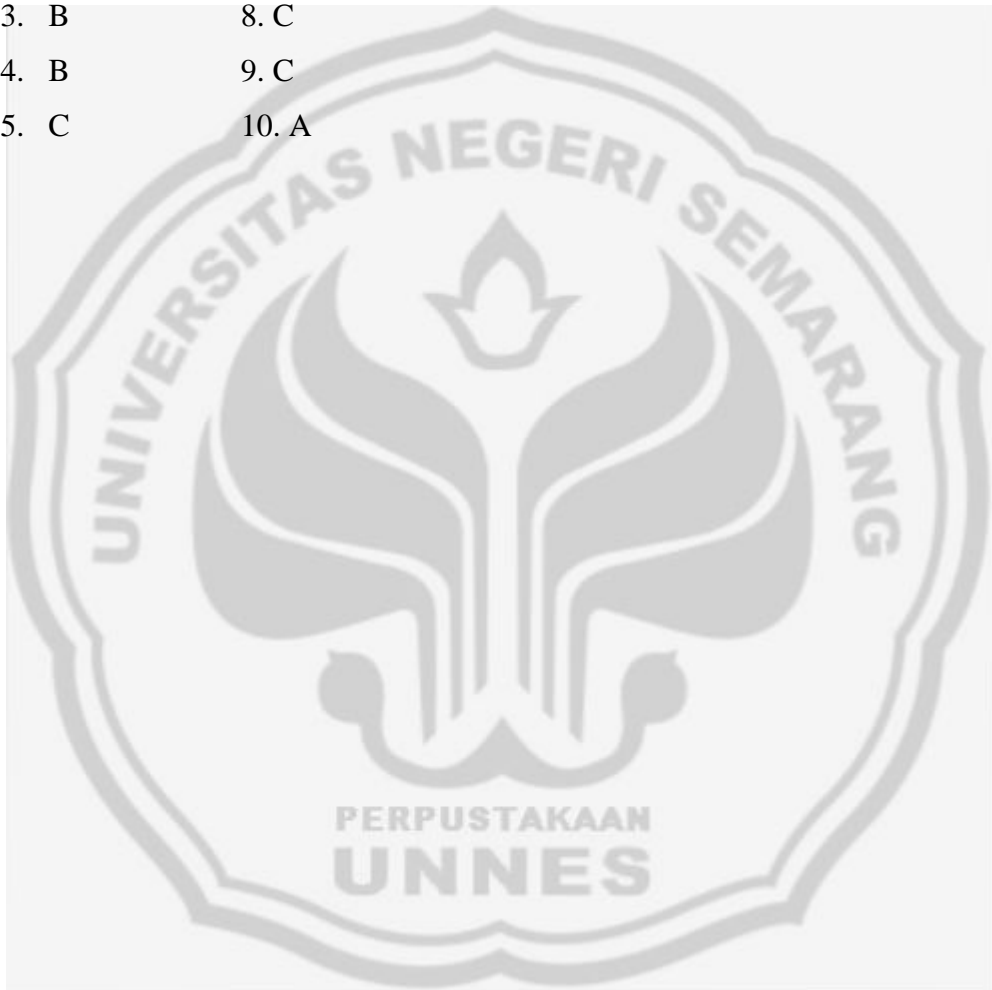 3. B 8. C
4. B 9. C
5. C 10. A
UNIVERSITAS NEGERI SEMARANG
PERPUSTAKAAN
UNNES